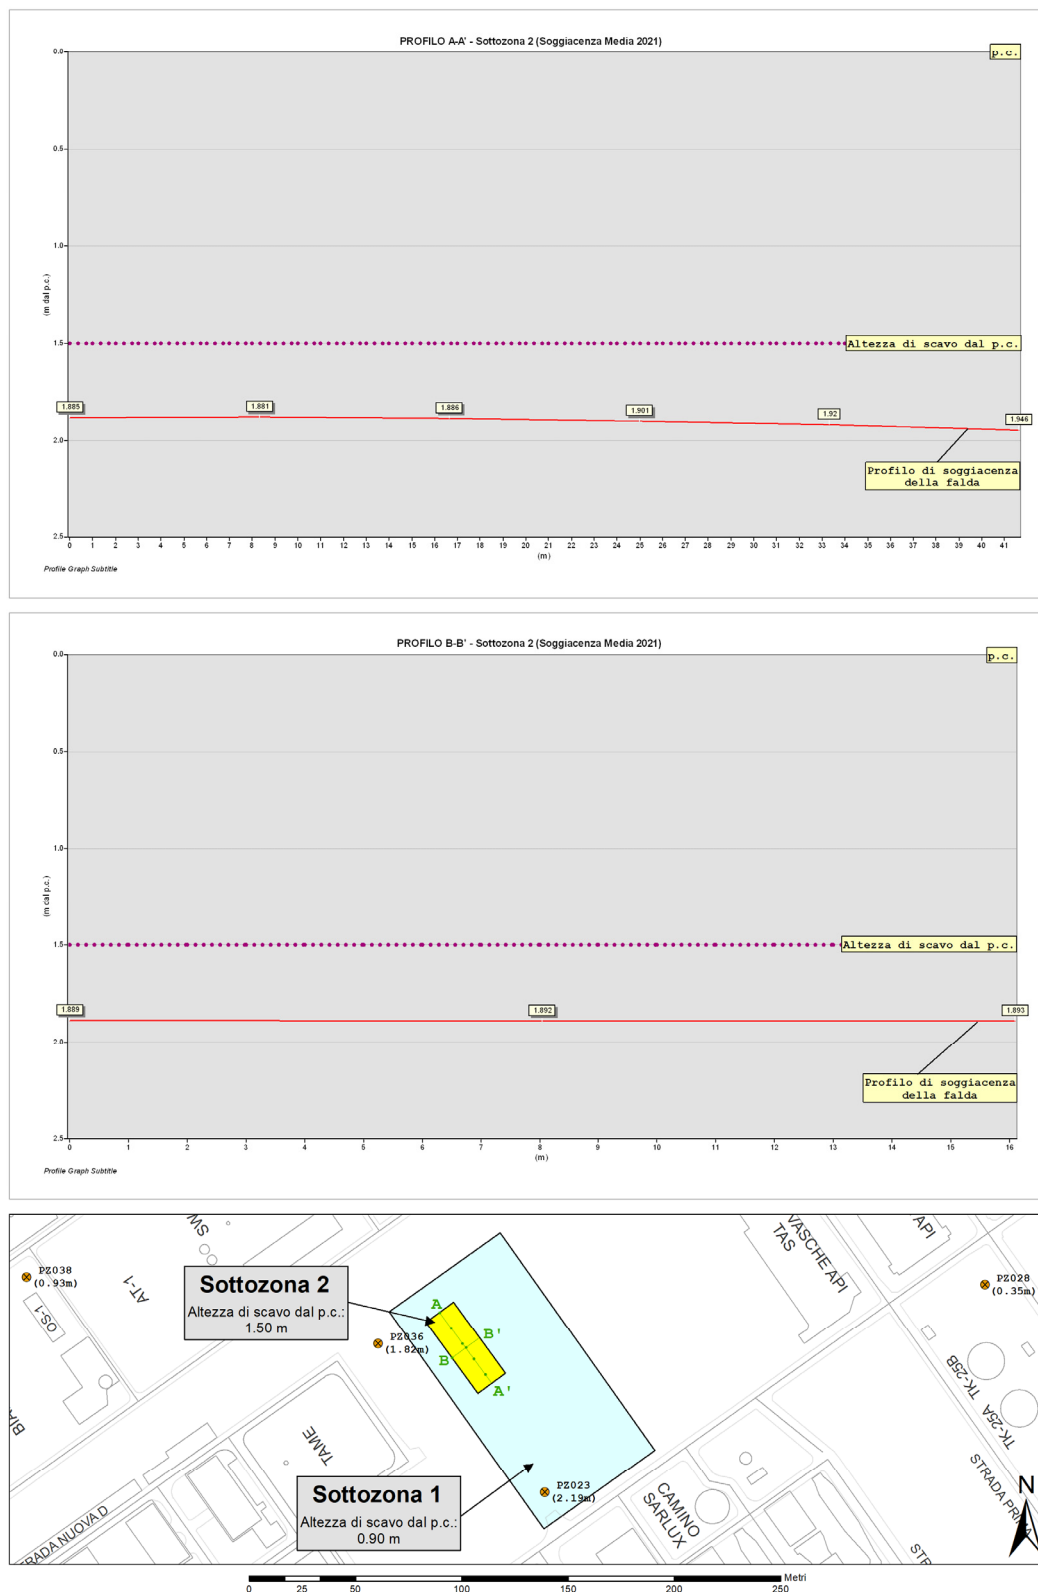 PROFILO A-A' - Sottozona 2 (Soggiacenza Media 2021)
p.c.
0.0
0.5
1.0
(m dal p.c.)
1.5
Altezza di scavo dal p.c.
1.885
1.881
1.886
1.901
1.92
1.946
2.0
Profilo di soggiacenza
della falda
2.5
0 1 2 3 4 5 6 7 8 9 10 11 12 13 14 15 16 17 18 19 20 21 22 23 24 25 26 27 28 29 30 31 32 33 34 35 36 37 38 39 40 41
(m)
Profile Graph Subtitle
PROFILO B-B' - Sottozona 2 (Soggiacenza Media 2021)
p.c.
0.0
0.5
1.0
(m dal p.c.)
1.5
Altezza di scavo dal p.c.
1.889
1.892
1.893
2.0
Profilo di soggiacenza
della falda
2.5
0 1 2 3 4 5 6 7 8 9 10 11 12 13 14 15 16
(m)
Profile Graph Subtitle
SW
VASCHE API
TAS
API
PZ038
(0.93m)
AT-1
OS-1
Sottozona 2
Altezza di scavo dal p.c.:
1.50 m
PZ028
(0.35m)
A
B'
PZ036
(1.82m)
B
A'
TK-25B
TK-25A
BIA
TAME
STRADA PRIMA
N
Sottozona 1
Altezza di scavo dal p.c.:
0.90 m
PZ023
(2.19m)
CAMINO
SARLUX
RADA NUOVA D
STR
Metri
0 25 50 100 150 200 250